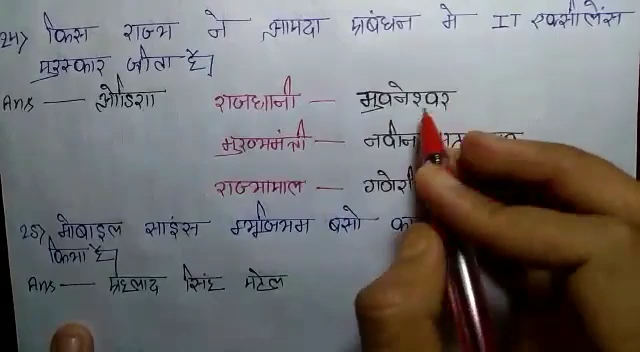 24) किस राज्य ने आपदा प्रबंधन मे IT एक्सीलेंस
पुरस्कार जीता है।
Ans — ओडिशा राजधानी — भुवनेश्वर
मुख्यमंत्री — नवीन
राज्यपाल — गणेशी
25) मोबाइल साइंस म्यूजियम बसो का
किया है।
Ans — प्रहलाद सिंह पटेल